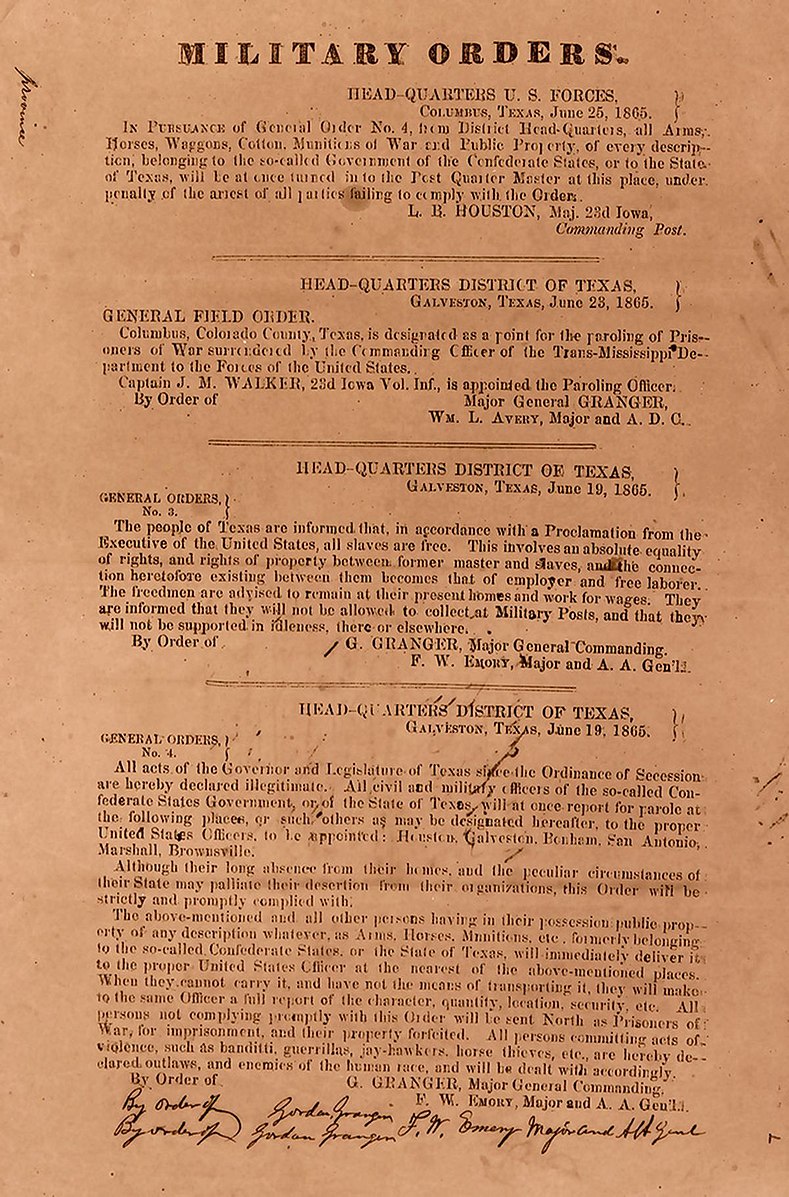 Province
MILITARY ORDERS.
HEAD-QUARTERS U. S. FORCES,
COLUMBUS, TEXAS, June 25, 1865.
IN PURSUANCE of General Order No. 4, from District Head-Quarters, all Arms,
Horses, Waggons, Cotton, Munitions of War and Public Property, of every descrip-
tion, belonging to the so-called Government of the Confederate States, or to the State
of Texas, will be at once turned in to the Post Quarter Master at this place, under
penalty of the arrest of all parties failing to comply with the Order.
L. B. HOUSTON, Maj. 23d Iowa,
Commanding Post.
HEAD-QUARTERS DISTRICT OF TEXAS,
GALVESTON, TEXAS, June 23, 1865.
GENERAL FIELD ORDER.
Columbus, Colorado County, Texas, is designated as a point for the paroling of Pris-
oners of War surrendered by the Commanding Officer of the Trans-Mississippi De-
partment to the Forces of the United States.
Captain J. M. WALKER, 23d Iowa Vol. Inf., is appointed the Paroling Officer.
By Order of Major General GRANGER,
WM. L. AVERY, Major and A. D. C.
HEAD-QUARTERS DISTRICT OF TEXAS,
GALVESTON, TEXAS, June 19, 1865.
GENERAL ORDERS,
No. 3.
The people of Texas are informed that, in accordance with a Proclamation from the
Executive of the United States, all slaves are free. This involves an absolute equality
of rights, and rights of property between former master and slaves, and the connec-
tion heretofore existing between them becomes that of employer and free laborer.
The freedmen are advised to remain at their present homes and work for wages. They
are informed that they will not be allowed to collect at Military Posts, and that they
will not be supported in idleness, there or elsewhere.
By Order of G. GRANGER, Major General Commanding.
F. W. EMORY, Major and A. A. Gen'l.
HEAD-QUARTERS DISTRICT OF TEXAS,
GALVESTON, TEXAS, June 19, 1865.
GENERAL ORDERS,
No. 4.
All acts of the Governor and Legislature of Texas since the Ordinance of Secession
are hereby declared illegitimate. All civil and military officers of the so-called Con-
federate States Government, or of the State of Texas, will at once report for parole at
the following places, or such others as may be designated hereafter, to the proper
United States Officers, to be appointed: Houston, Galveston, Bonham, San Antonio,
Marshall, Brownsville.
Although their long absence from their homes, and the peculiar circumstances of
their State may palliate their desertion from their organizations, this Order will be
strictly and promptly complied with.
The above-mentioned and all other persons having in their possession public prop-
erty of any description whatever, as Arms, Horses, Munitions, etc., formerly belonging
to the so-called Confederate States, or the State of Texas, will immediately deliver it
to the proper United States Officer at the nearest of the above-mentioned places.
When they cannot carry it, and have not the means of transporting it, they will make
to the same Officer a full report of the character, quantity, location, security, etc. All
persons not complying promptly with this Order will be sent North as Prisoners of
War, for imprisonment, and their property forfeited. All persons committing acts of
violence, such as banditti, guerrillas, jay-hawkers, horse thieves, etc., are hereby de-
clared outlaws, and enemies of the human race, and will be dealt with accordingly.
By Order of G. GRANGER, Major General Commanding.
F. W. EMORY, Major and A. A. Gen'l.
By order of Gordon Granger
By order of Gordon Granger F. W. Emery Major and AA Genl